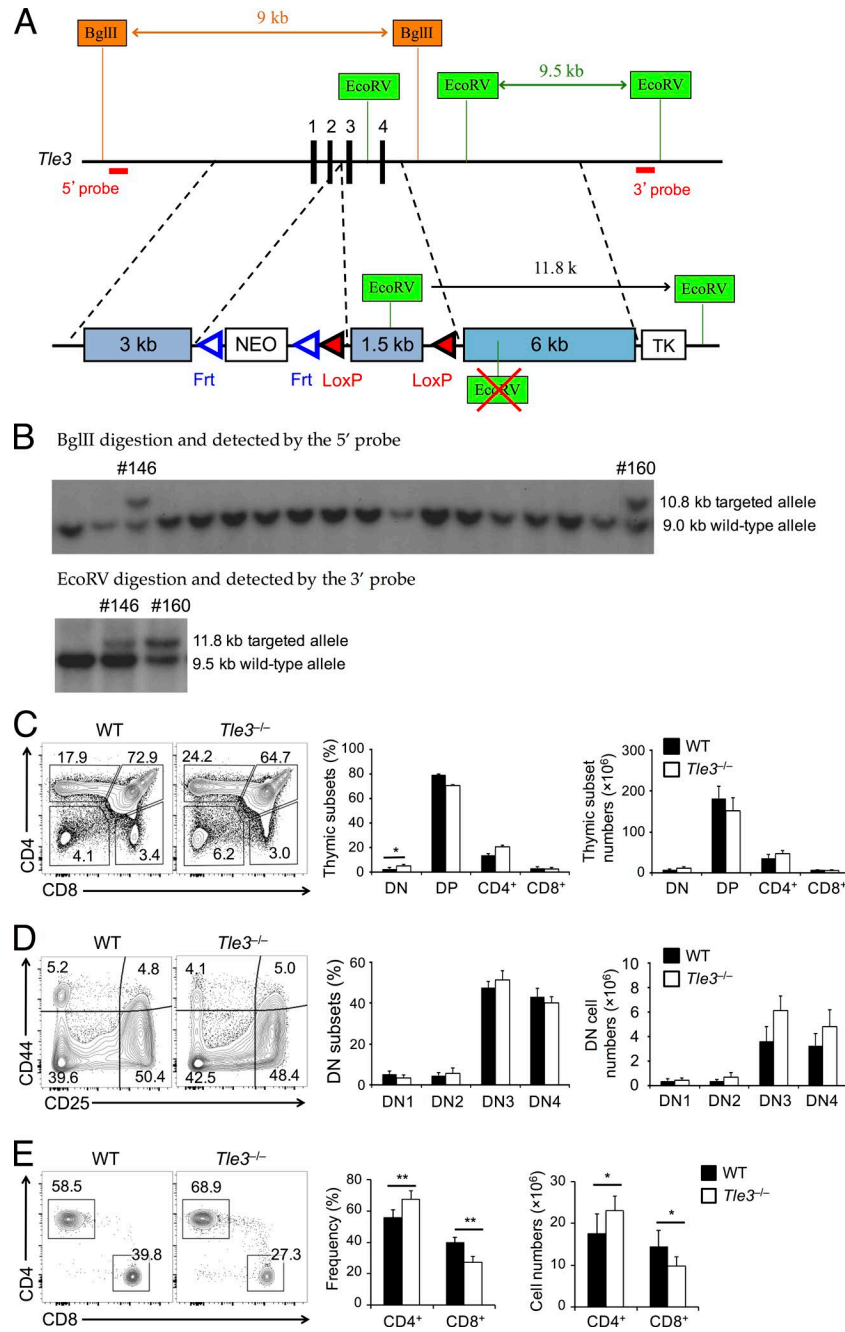 A
BglII
9 kb
BglII
EcoRV
EcoRV
9.5 kb
EcoRV
1 2 3 4
Tle3
5' probe
3' probe
EcoRV
11.8 k
EcoRV
3 kb
NEO
1.5 kb
6 kb
TK
Frt
Frt
LoxP
LoxP
EcoRV
B
BglII digestion and detected by the 5′ probe
#146
#160
10.8 kb targeted allele
9.0 kb wild-type allele
EcoRV digestion and detected by the 3′ probe
#146 #160
11.8 kb targeted allele
9.5 kb wild-type allele
C
WT
Tle3–/–
17.9
72.9
4.1
3.4
24.2
64.7
6.2
3.0
CD4
CD8
Thymic subsets (%)
100
80
60
40
20
0
*
DN DP CD4+ CD8+
Thymic subset
numbers (×10⁶)
300
200
100
0
DN DP CD4+ CD8+
WT
Tle3–/–
D
WT
Tle3–/–
5.2
4.8
39.6
50.4
4.1
5.0
42.5
48.4
CD44
CD25
DN subsets (%)
60
40
20
0
DN1 DN2 DN3 DN4
DN cell
numbers (×10⁶)
10
8
6
4
2
0
DN1 DN2 DN3 DN4
WT
Tle3–/–
E
WT
Tle3–/–
58.5
39.8
68.9
27.3
CD4
CD8
Frequency (%)
80
60
40
20
0
**
**
CD4+ CD8+
Cell numbers (×10⁶)
30
20
10
0
*
*
CD4+ CD8+
WT
Tle3–/–